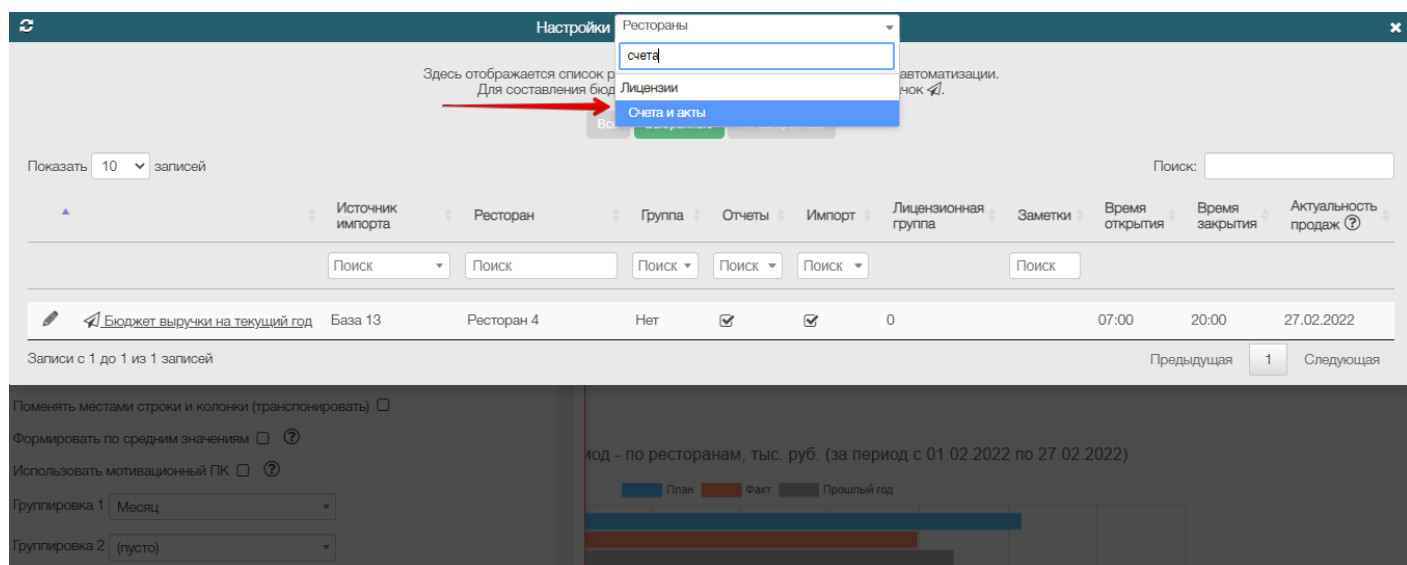 Настройки Рестораны
счета
Здесь отображается список р автоматизации.
Лицензии
Для составления бюд чок
Счета и акты
Все Выбранные Не выбранные
Показать 10 записей Поиск:
Источник импорта Ресторан Группа Отчеты Импорт Лицензионная группа Заметки Время открытия Время закрытия Актуальность продаж ?
Поиск Поиск Поиск Поиск Поиск Поиск
Бюджет выручки на текущий год База 13 Ресторан 4 Нет 0 07:00 20:00 27.02.2022
Записи с 1 до 1 из 1 записей Предыдущая 1 Следующая
Поменять местами строки и колонки (транспонировать)
Формировать по средним значениям ?
иод - по ресторанам, тыс. руб. (за период с 01.02.2022 по 27.02.2022)
Использовать мотивационный ПК ?
План Факт Прошлый год
Группировка 1 Месяц
Группировка 2 (пусто)